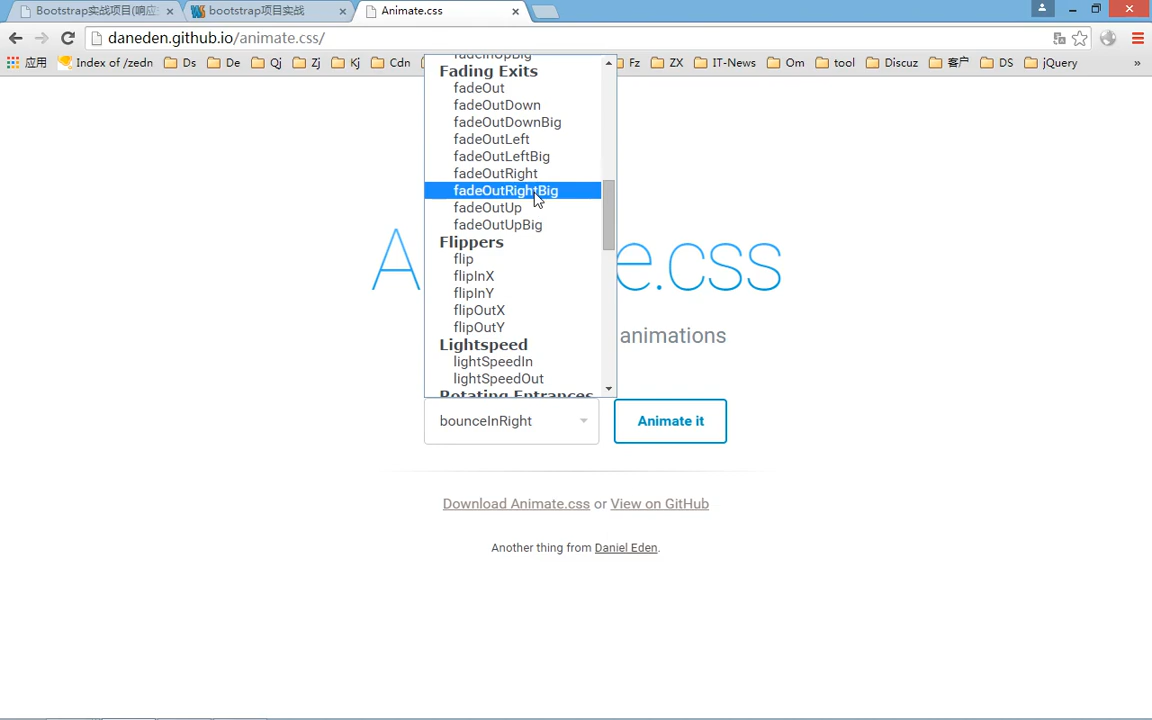 Bootstrap实战项目(响应
bootstrap项目实战
Animate.css
daneden.github.io/animate.css/
应用 Index of /zedn Ds De Qj Zj Kj Cdn Fz ZX IT-News Om tool Discuz 客户 DS jQuery »
fadeInUpBig
Fading Exits
fadeOut
fadeOutDown
fadeOutDownBig
fadeOutLeft
fadeOutLeftBig
fadeOutRight
fadeOutRightBig
fadeOutUp
fadeOutUpBig
Flippers
flip
flipInX
flipInY
flipOutX
flipOutY
Lightspeed
lightSpeedIn
lightSpeedOut
Rotating Entrances
A e.css
animations
bounceInRight
Animate it
Download Animate.css or View on GitHub
Another thing from Daniel Eden.